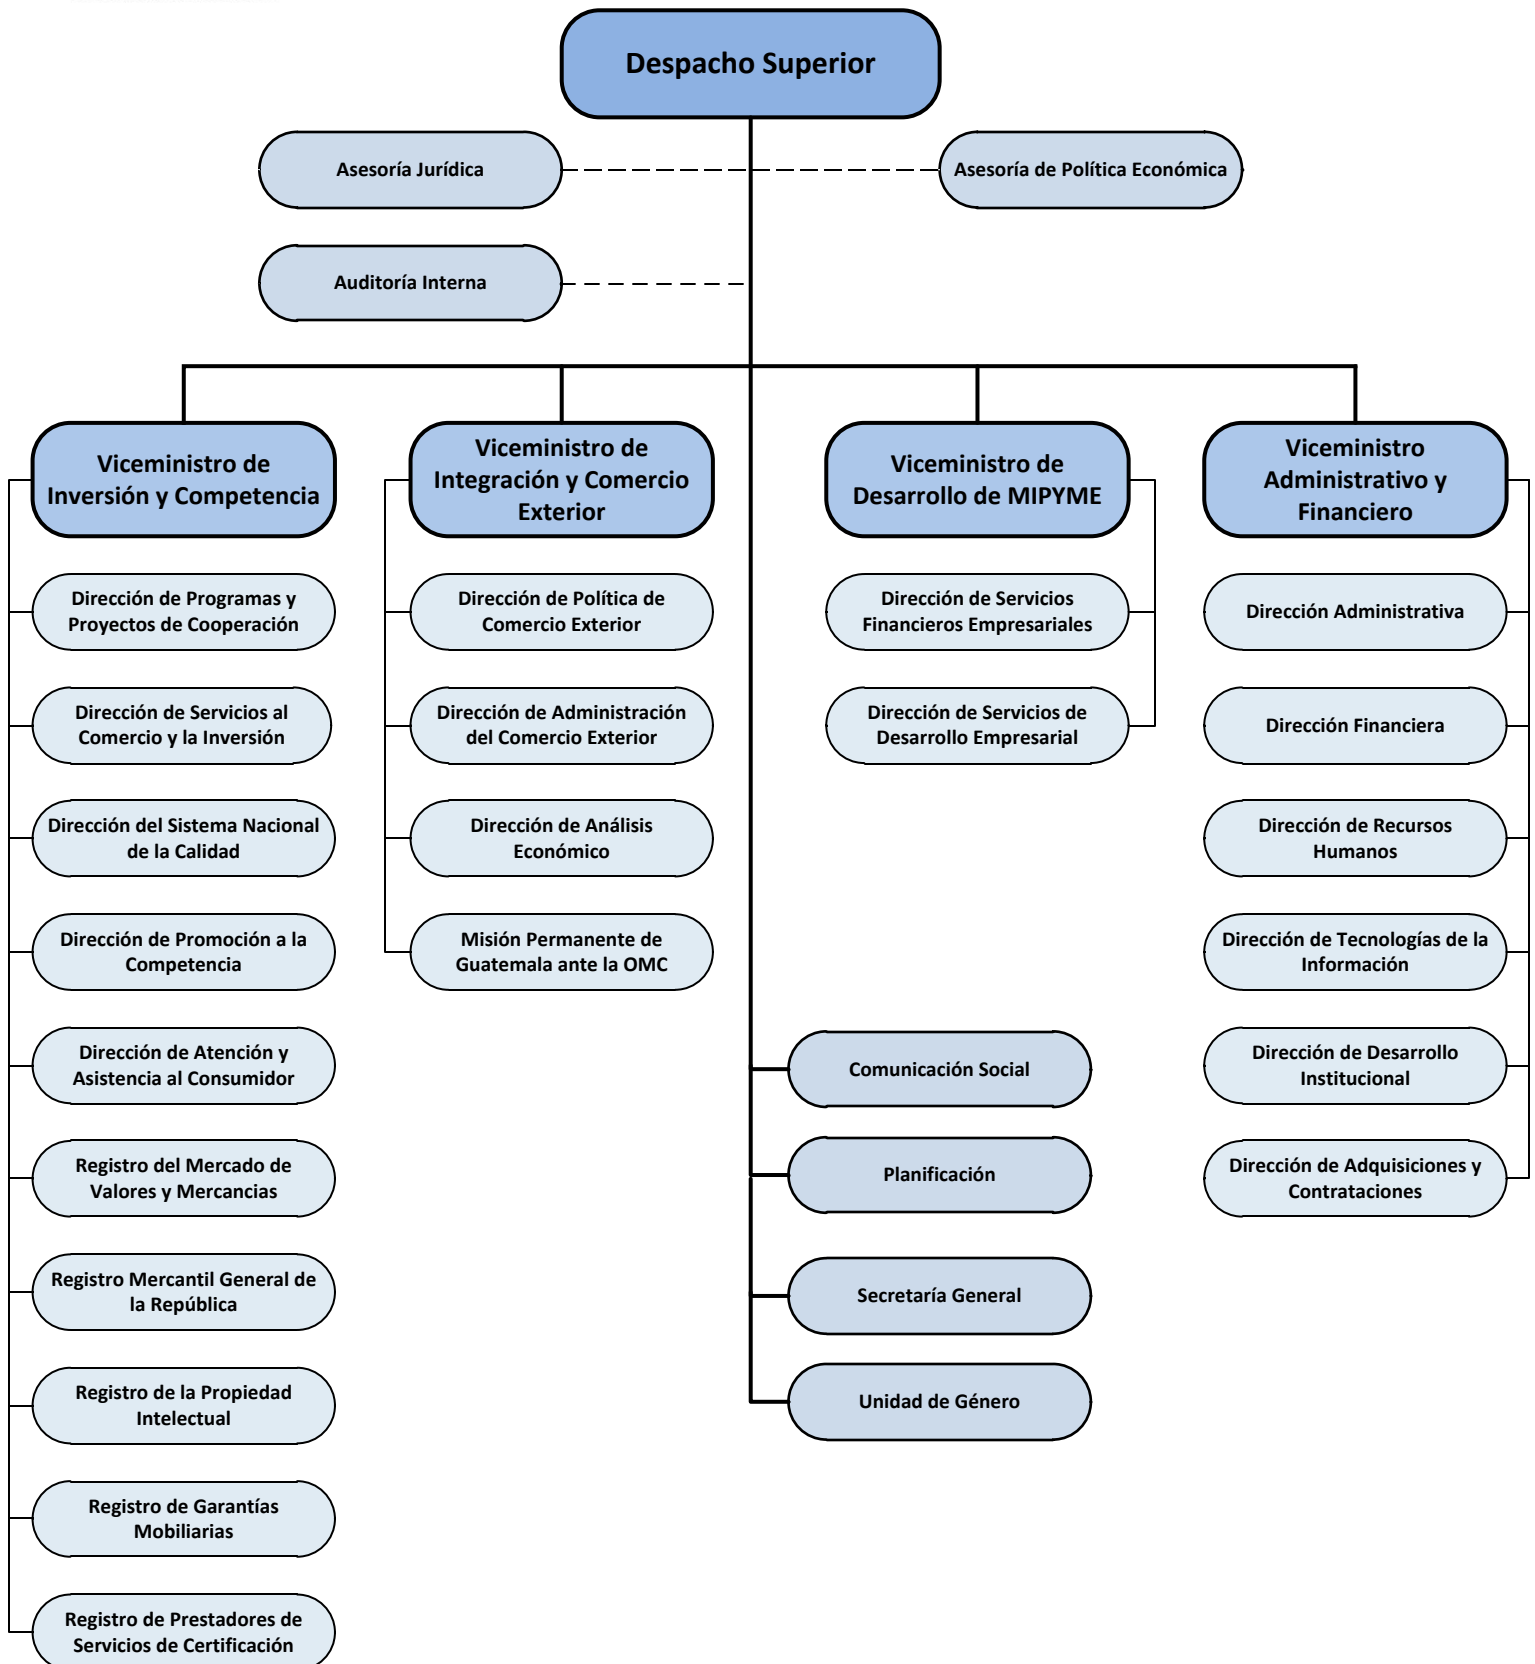 Despacho Superior
Asesoría Jurídica
Asesoría de Política Económica
Auditoría Interna
Viceministro de
Inversión y Competencia
Viceministro de
Integración y Comercio
Exterior
Viceministro de
Desarrollo de MIPYME
Viceministro
Administrativo y
Financiero
Dirección de Programas y
Proyectos de Cooperación
Dirección de Servicios al
Comercio y la Inversión
Dirección del Sistema Nacional
de la Calidad
Dirección de Promoción a la
Competencia
Dirección de Atención y
Asistencia al Consumidor
Registro del Mercado de
Valores y Mercancias
Registro Mercantil General de
la República
Registro de la Propiedad
Intelectual
Registro de Garantías
Mobiliarias
Registro de Prestadores de
Servicios de Certificación
Dirección de Política de
Comercio Exterior
Dirección de Administración
del Comercio Exterior
Dirección de Análisis
Económico
Misión Permanente de
Guatemala ante la OMC
Dirección de Servicios
Financieros Empresariales
Dirección de Servicios de
Desarrollo Empresarial
Comunicación Social
Planificación
Secretaría General
Unidad de Género
Dirección Administrativa
Dirección Financiera
Dirección de Recursos
Humanos
Dirección de Tecnologías de la
Información
Dirección de Desarrollo
Institucional
Dirección de Adquisiciones y
Contrataciones